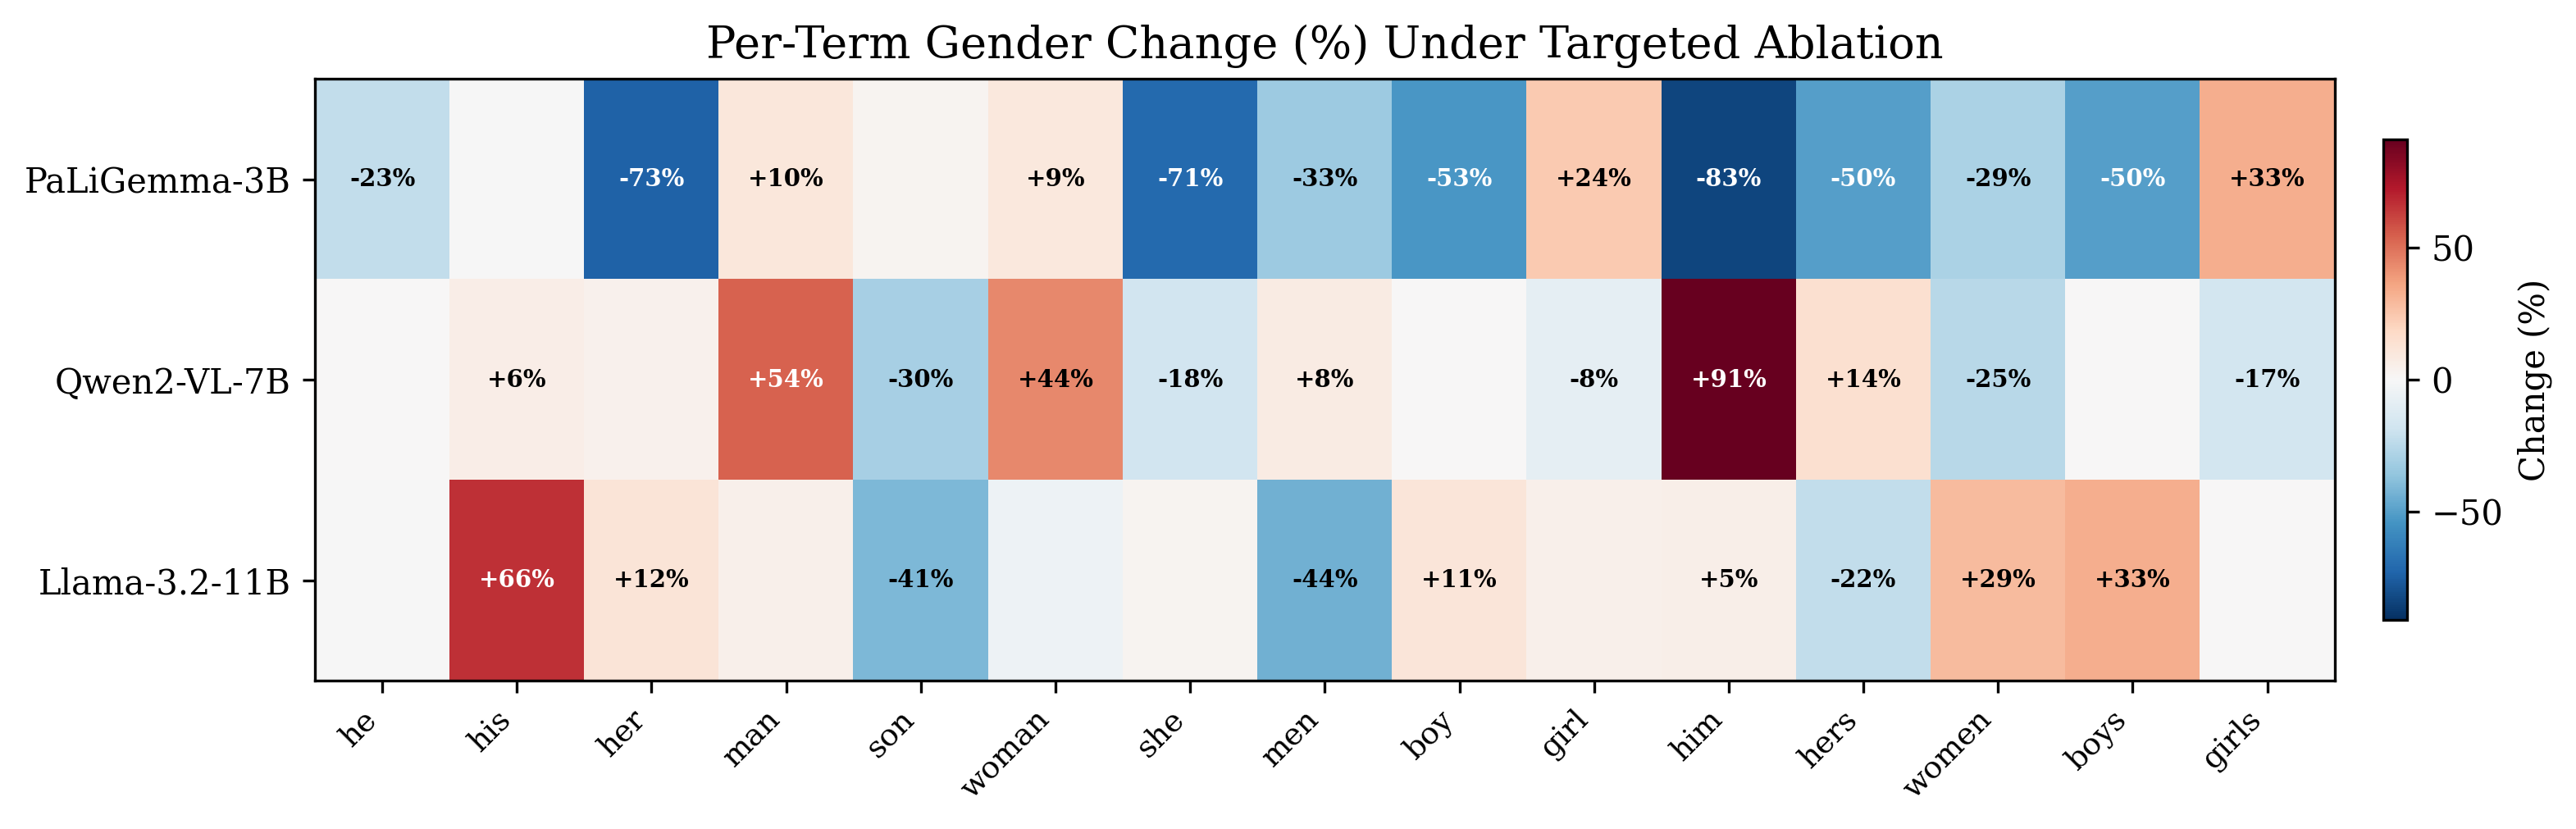 Per-Term Gender Change (%) Under Targeted Ablation
PaLiGemma-3B
-23%
-73%
+10%
+9%
-71%
-33%
-53%
+24%
-83%
-50%
-29%
-50%
+33%
Qwen2-VL-7B
+6%
+54%
-30%
+44%
-18%
+8%
-8%
+91%
+14%
-25%
-17%
Llama-3.2-11B
+66%
+12%
-41%
-44%
+11%
+5%
-22%
+29%
+33%
he
his
her
man
son
woman
she
men
boy
girl
him
hers
women
boys
girls
50
0
−50
Change (%)